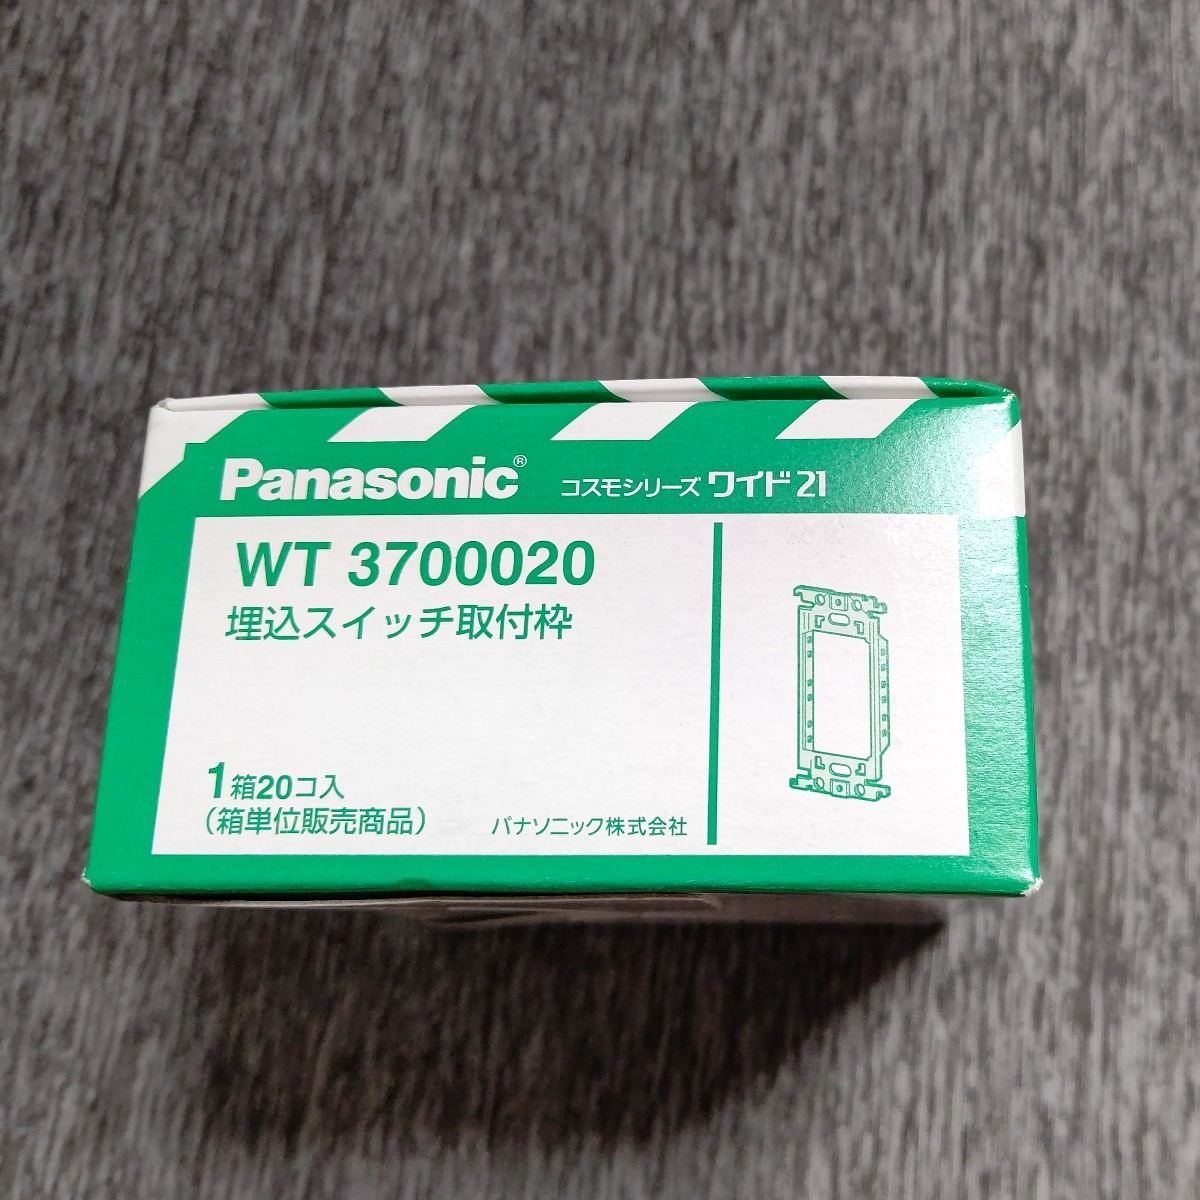 Panasonic® コスモシリーズ ワイド21
WT 3700020
埋込スイッチ取付枠
1箱20コ入
(箱単位販売商品)
パナソニック株式会社